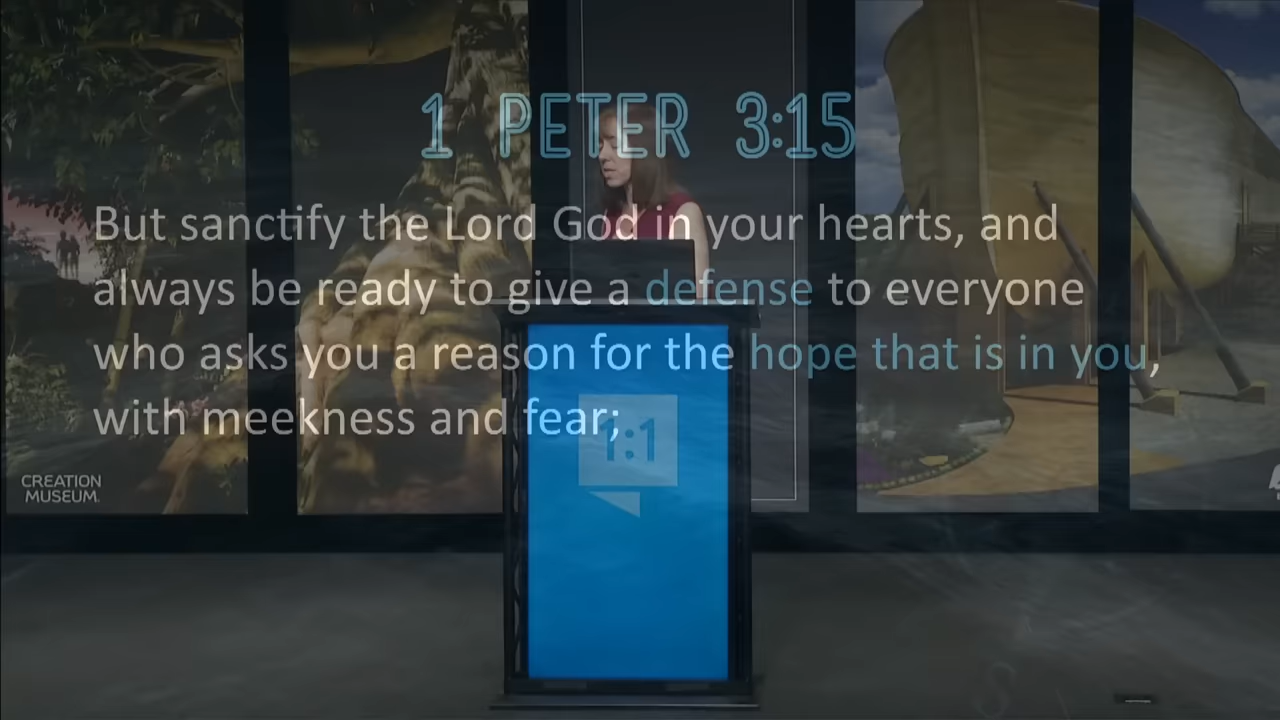 1 PETER 3:15
But sanctify the Lord God in your hearts, and
always be ready to give a defense to everyone
who asks you a reason for the hope that is in you,
with meekness and fear;
1:1
CREATION
MUSEUM